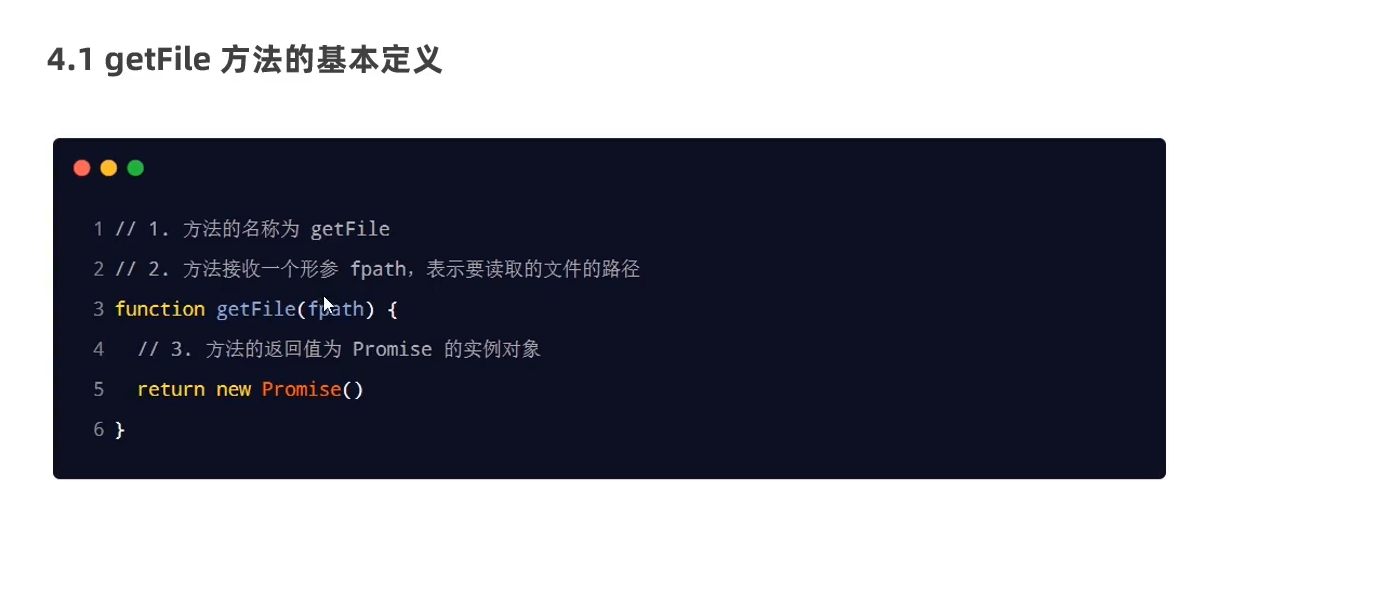 4.1 getFile 方法的基本定义
1 // 1. 方法的名称为 getFile
2 // 2. 方法接收一个形参 fpath，表示要读取的文件的路径
3 function getFile(fpath) {
4   // 3. 方法的返回值为 Promise 的实例对象
5   return new Promise()
6 }